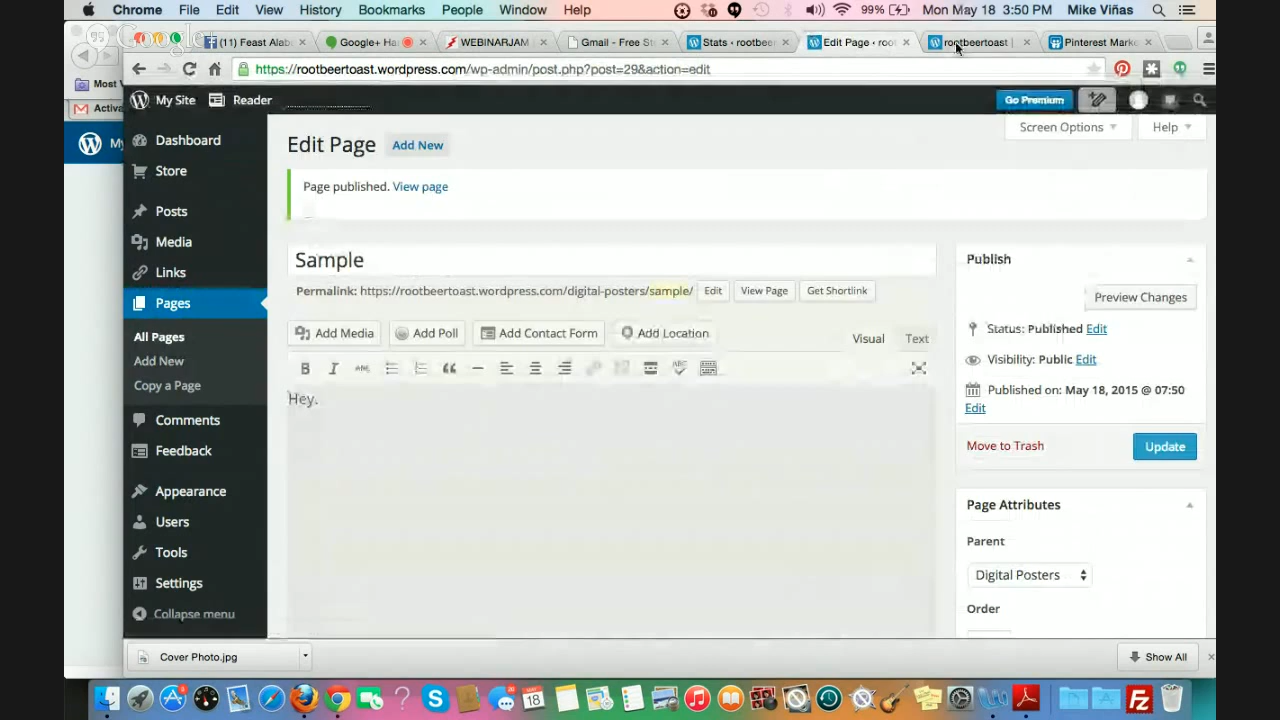 Chrome File Edit View History Bookmarks People Window Help 99% Mon May 18 3:50 PM Mike Viñas
Google
(11) Feast Alab Google+ Ha WEBINARJAM Gmail - Free S Stats · rootbee Edit Page rootbeertoast | Pinterest Mark
https://rootbeertoast.wordpress.com/wp-admin/post.php?post=29&action=edit
Most V
Activa
My
My Site Reader Go Premium
Screen Options Help
Dashboard
Store
Posts
Media
Links
Pages
All Pages
Add New
Copy a Page
Comments
Feedback
Appearance
Users
Tools
Settings
Collapse menu
Edit Page Add New
Page published. View page
Sample
Permalink: https://rootbeertoast.wordpress.com/digital-posters/sample/ Edit View Page Get Shortlink
Add Media Add Poll Add Contact Form Add Location
Visual Text
B I ABC
Hey.
Publish
Preview Changes
Status: Published Edit
Visibility: Public Edit
Published on: May 18, 2015 @ 07:50
Edit
Move to Trash Update
Page Attributes
Parent
Digital Posters
Order
Cover Photo.jpg Show All
18